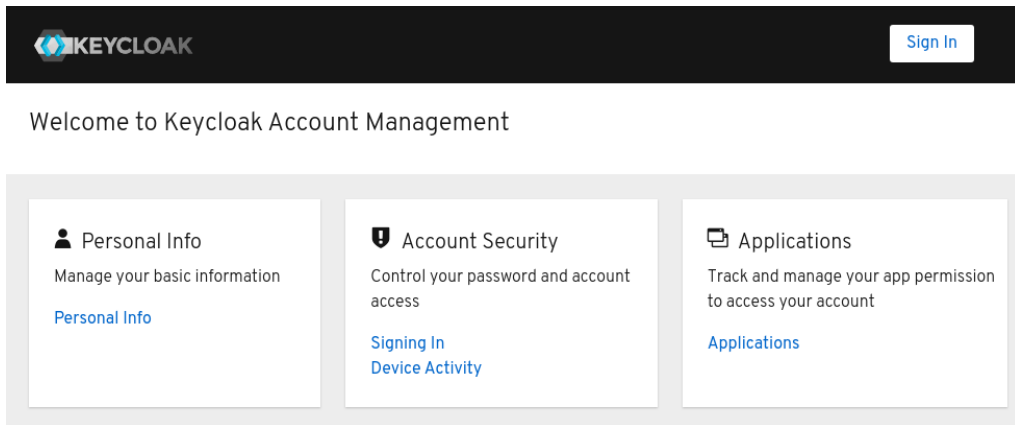 KEYCLOAK
Sign In
Welcome to Keycloak Account Management
Personal Info
Manage your basic information
Personal Info
Account Security
Control your password and account
access
Signing In
Device Activity
Applications
Track and manage your app permission
to access your account
Applications